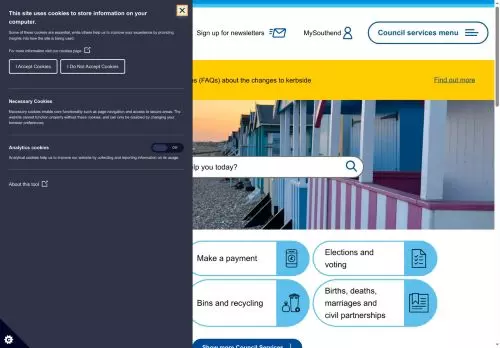 This site uses cookies to store information on your
computer.
Some of these cookies are essential, while others help us to improve your experience by providing
insights into how the site is being used.
For more information visit our cookies page
I Accept Cookies
I Do Not Accept Cookies
Necessary Cookies
Necessary cookies enable core functionality such as page navigation and access to secure areas. The
website cannot function properly without these cookies, and can only be disabled by changing your
browser preferences.
Analytics cookies
Off
Analytical cookies help us to improve our website by collecting and reporting information on its usage.
About this tool
Sign up for newsletters
MySouthend
Council services menu
(FAQs) about the changes to kerbside
Find out more
you today?
Make a payment
Elections and
voting
Bins and recycling
Births, deaths,
marriages and
civil partnerships
Show more Council Services